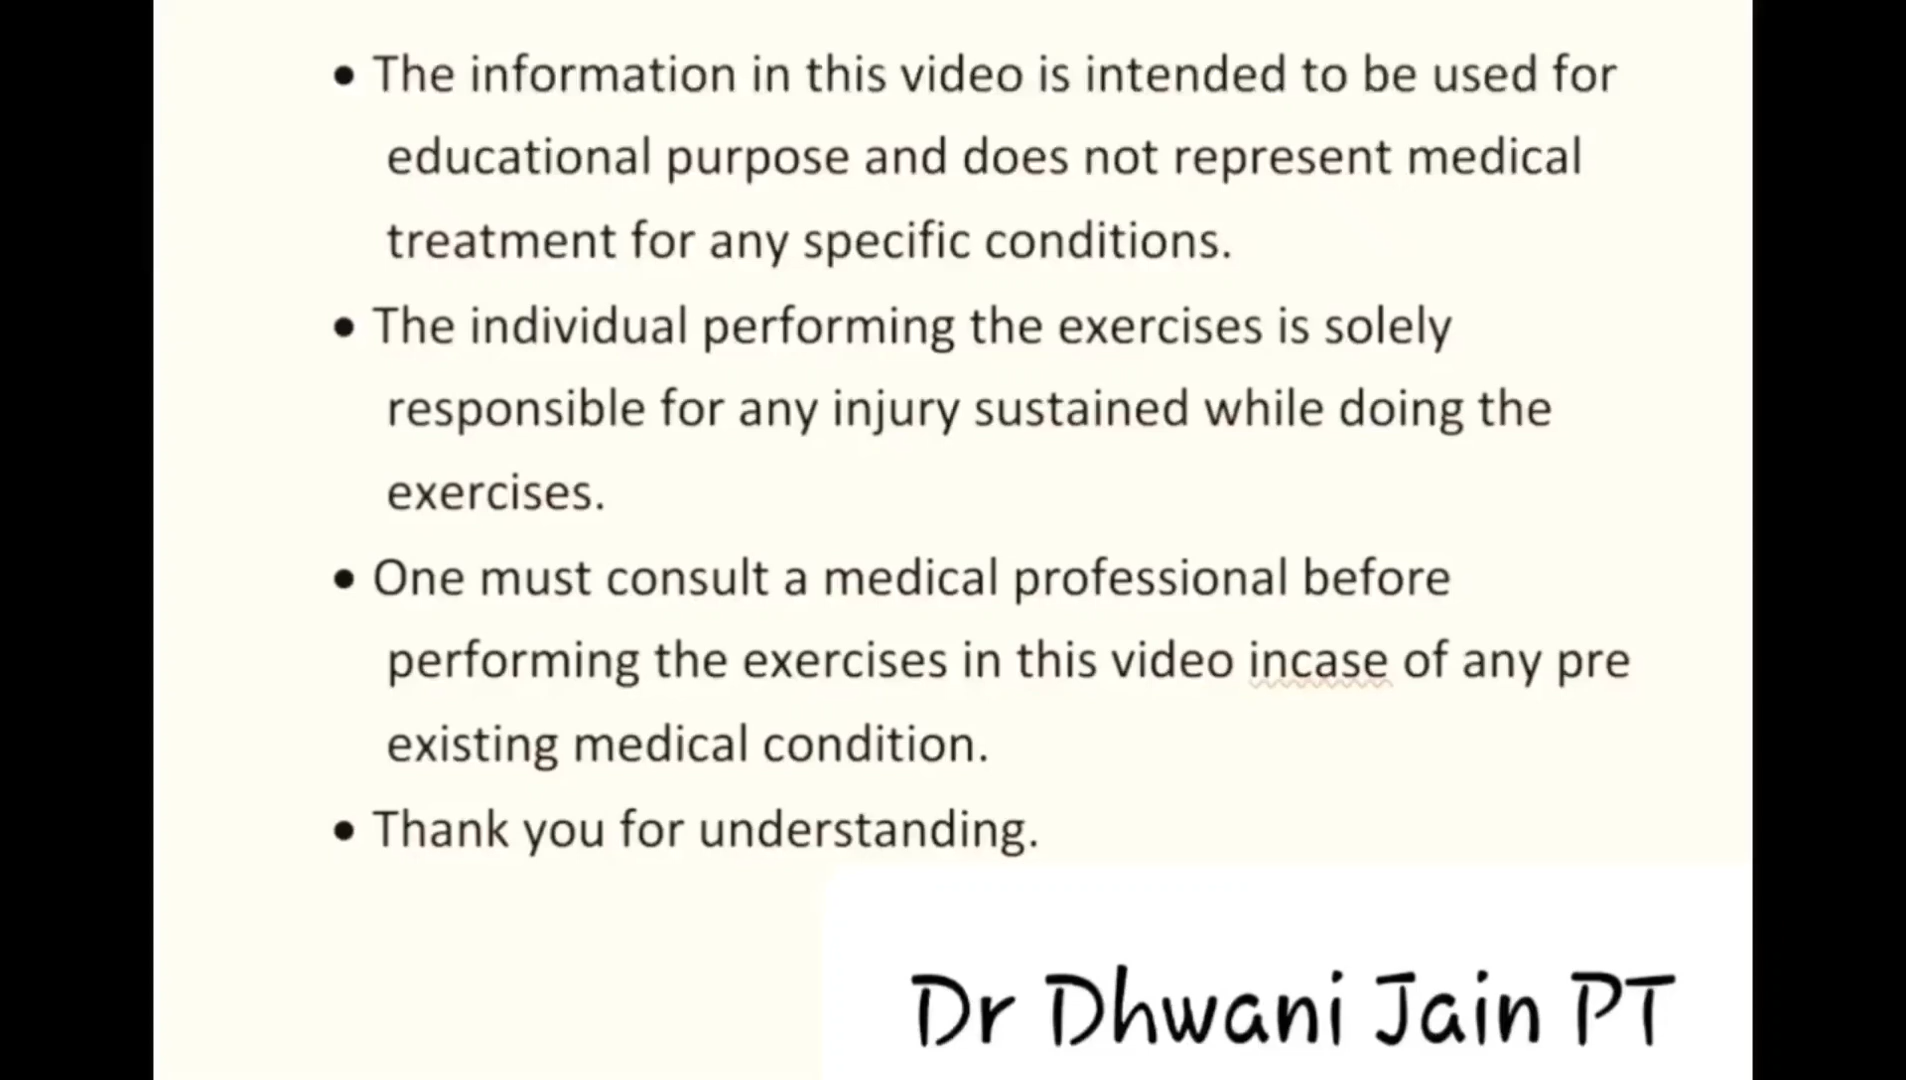 • The information in this video is intended to be used for
educational purpose and does not represent medical
treatment for any specific conditions.
• The individual performing the exercises is solely
responsible for any injury sustained while doing the
exercises.
• One must consult a medical professional before
performing the exercises in this video incase of any pre
existing medical condition.
• Thank you for understanding.
Dr Dhwani Jain PT